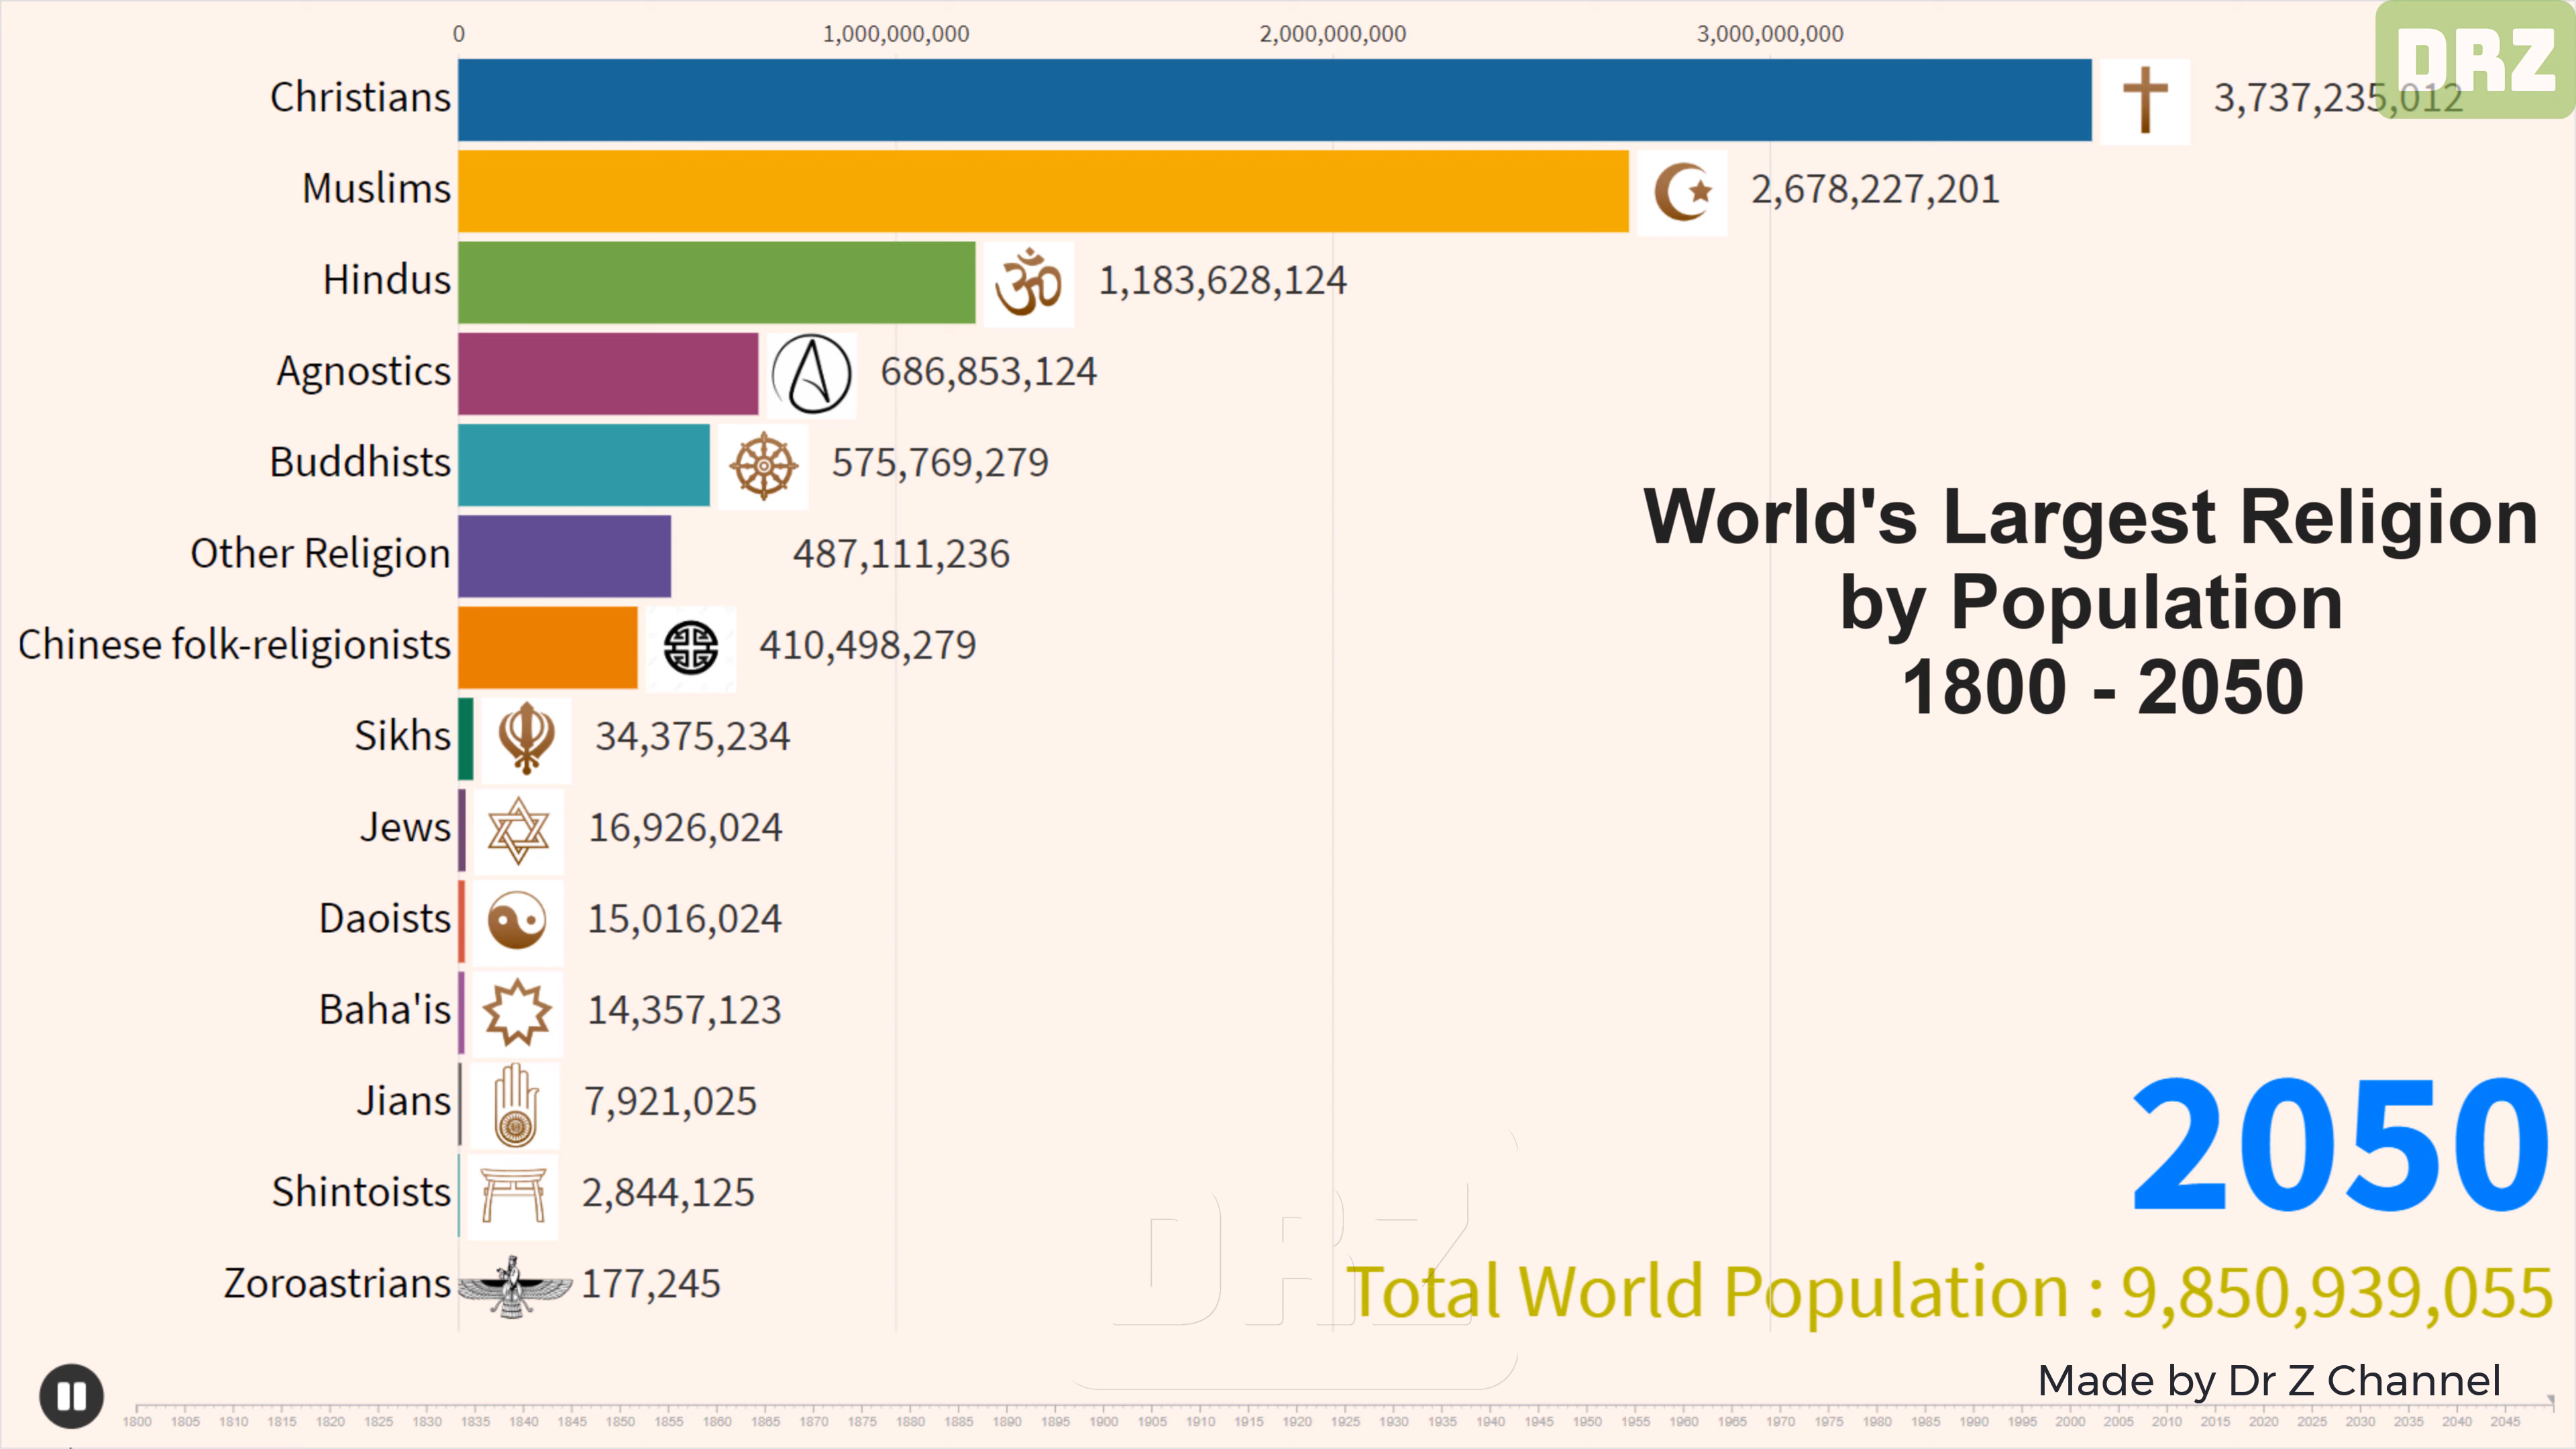 0 1,000,000,000 2,000,000,000 3,000,000,000
DRZ
Christians 3,737,235,012
Muslims 2,678,227,201
Hindus 1,183,628,124
Agnostics 686,853,124
Buddhists 575,769,279
Other Religion 487,111,236
Chinese folk-religionists 410,498,279
Sikhs 34,375,234
Jews 16,926,024
Daoists 15,016,024
Baha'is 14,357,123
Jians 7,921,025
Shintoists 2,844,125
Zoroastrians 177,245
World's Largest Religion
by Population
1800 - 2050
2050
DRZ
Total World Population : 9,850,939,055
Made by Dr Z Channel
1800 1805 1810 1815 1820 1825 1830 1835 1840 1845 1850 1855 1860 1865 1870 1875 1880 1885 1890 1895 1900 1905 1910 1915 1920 1925 1930 1935 1940 1945 1950 1955 1960 1965 1970 1975 1980 1985 1990 1995 2000 2005 2010 2015 2020 2025 2030 2035 2040 2045